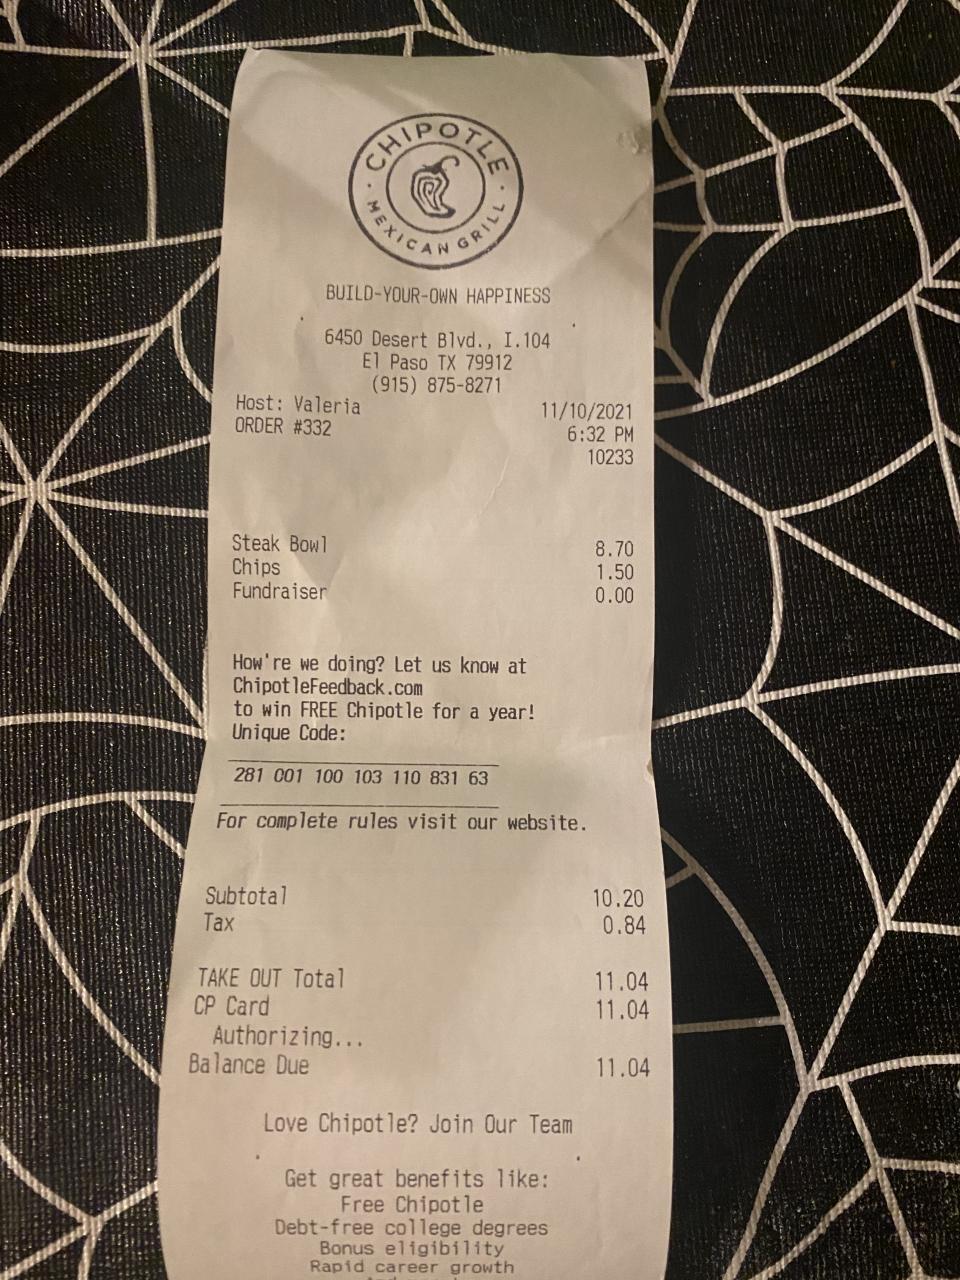 CHIPOTLE
MEXICAN GRILL
BUILD-YOUR-OWN HAPPINESS
6450 Desert Blvd., I.104
El Paso TX 79912
(915) 875-8271
Host: Valeria 11/10/2021
ORDER #332 6:32 PM
10233
Steak Bowl 8.70
Chips 1.50
Fundraiser 0.00
How're we doing? Let us know at
ChipotleFeedback.com
to win FREE Chipotle for a year!
Unique Code:
281 001 100 103 110 831 63
For complete rules visit our website.
Subtotal 10.20
Tax 0.84
TAKE OUT Total 11.04
CP Card 11.04
Authorizing...
Balance Due 11.04
Love Chipotle? Join Our Team
Get great benefits like:
Free Chipotle
Debt-free college degrees
Bonus eligibility
Rapid career growth